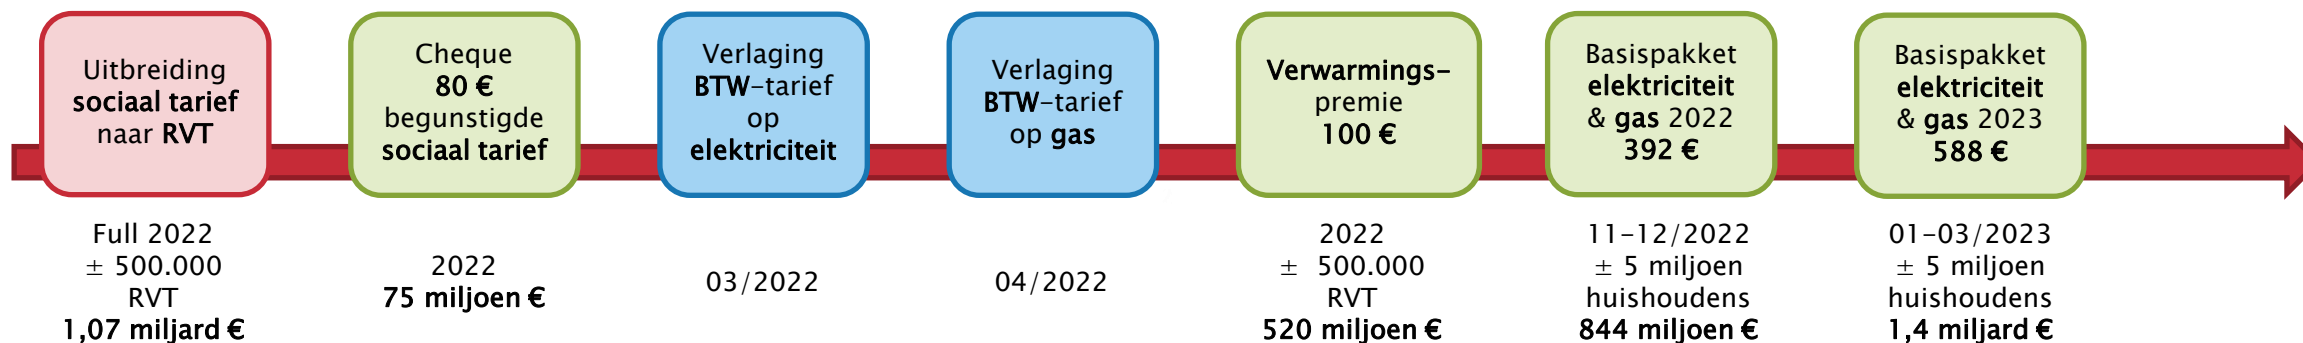 Uitbreiding
sociaal tarief
naar RVT
Cheque
80 €
begunstigde
sociaal tarief
Verlaging
BTW-tarief
op
elektriciteit
Verlaging
BTW-tarief
op gas
Verwarmings-
premie
100 €
Basispakket
elektriciteit
& gas 2022
392 €
Basispakket
elektriciteit
& gas 2023
588 €
Full 2022
± 500.000
RVT
1,07 miljard €
2022
75 miljoen €
03/2022
04/2022
2022
± 500.000
RVT
520 miljoen €
11-12/2022
± 5 miljoen
huishoudens
844 miljoen €
01-03/2023
± 5 miljoen
huishoudens
1,4 miljard €